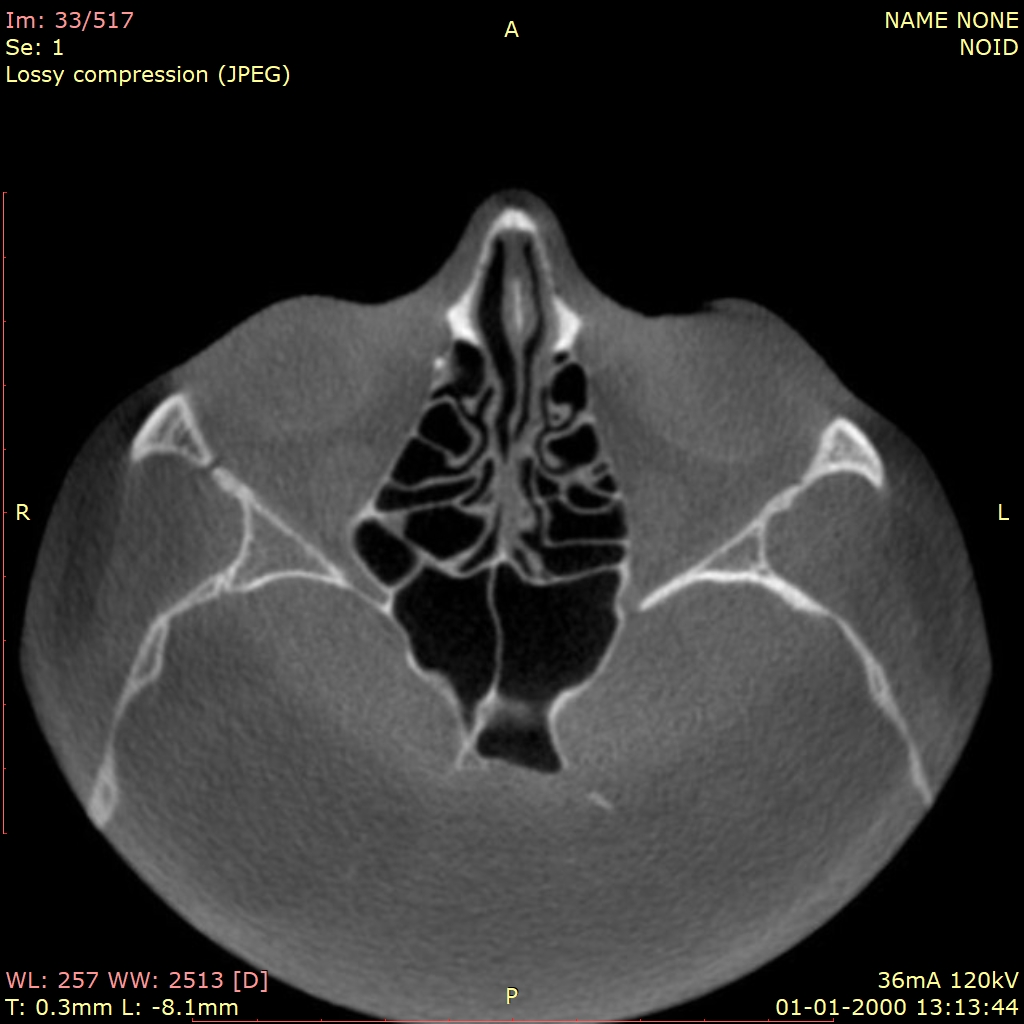 Im: 33/517
Se: 1
Lossy compression (JPEG)
A
NAME NONE
NOID
R
L
WL: 257 WW: 2513 [D]
T: 0.3mm L: -8.1mm
P
36mA 120kV
01-01-2000 13:13:44